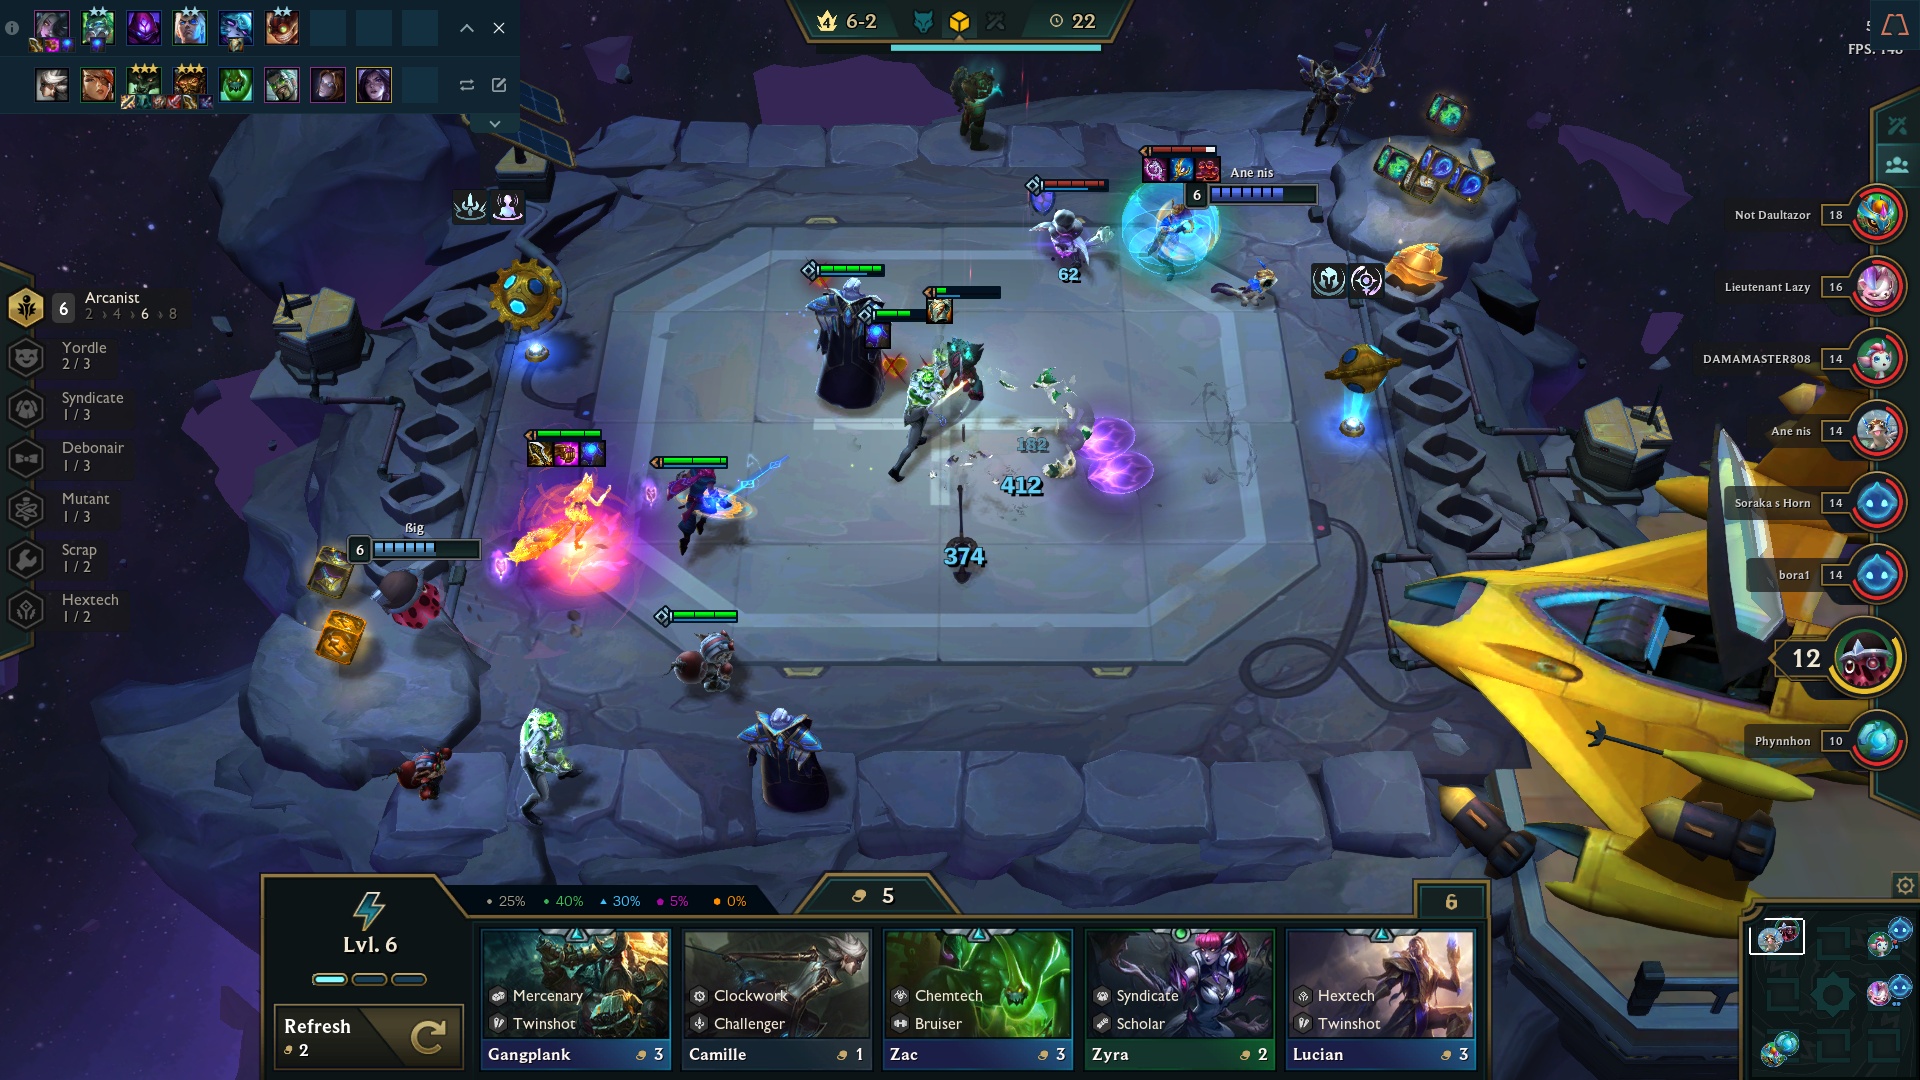 6-2
22
Ane nis
6
62
182
412
374
ßig
6
6
Arcanist
2 › 4 › 6 › 8
Yordle
2 / 3
Syndicate
1 / 3
Debonair
1 / 3
Mutant
1 / 3
Scrap
1 / 2
Hextech
1 / 2
Not Daultazor 18
Lieutenant Lazy 16
DAMAMASTER808 14
Ane nis 14
Soraka s Horn 14
bora1 14
12
Phynnhon 10
Lvl. 6
25% 40% 30% 5% 0%
5
6
Refresh
2
Mercenary
Twinshot
Gangplank 3
Clockwork
Challenger
Camille 1
Chemtech
Bruiser
Zac 3
Syndicate
Scholar
Zyra 2
Hextech
Twinshot
Lucian 3